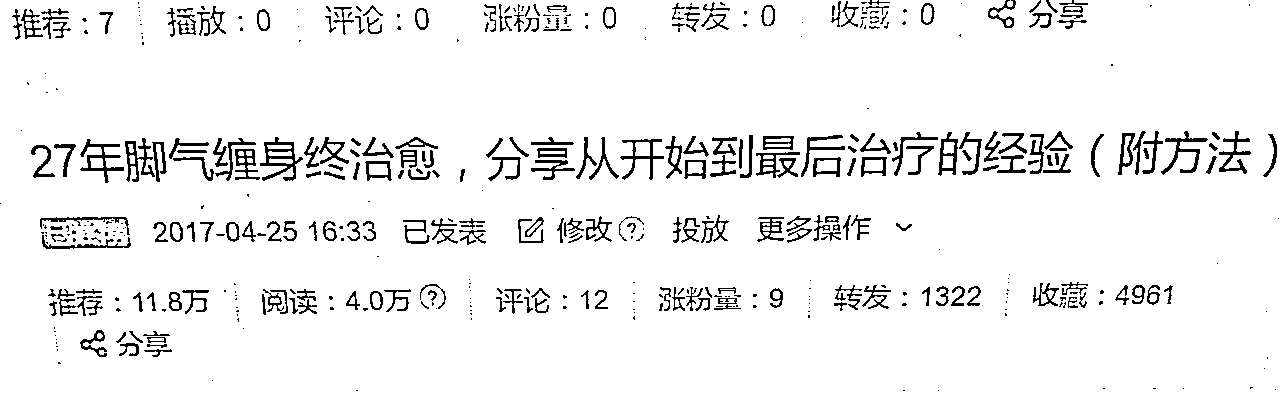 推荐：7 播放：0 评论：0 涨粉量：0 转发：0 收藏：0 分享
27年脚气缠身终治愈，分享从开始到最后治疗的经验（附方法）
2017-04-25 16:33 已发表 修改? 投放 更多操作
推荐：11.8万 阅读：4.0万? 评论：12 涨粉量：9 转发：1322 收藏：4961
分享